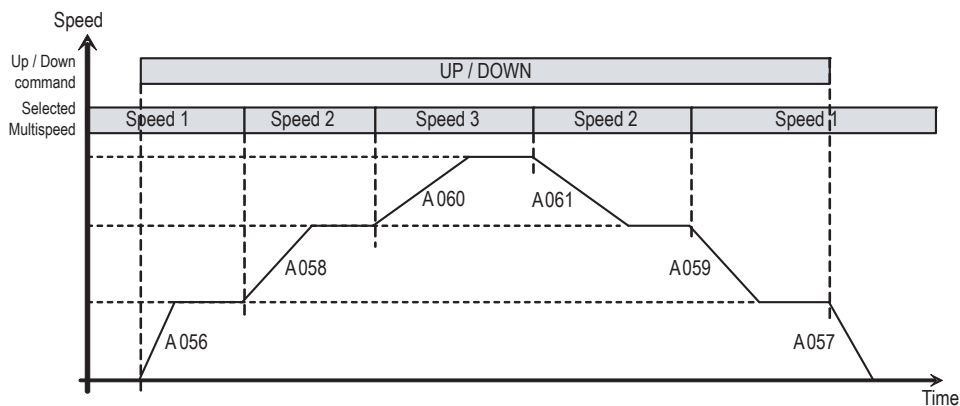 Speed
Up / Down
command
UP / DOWN
Selected
Multispeed
Speed 1
Speed 2
Speed 3
Speed 2
Speed 1
A060
A061
A058
A059
A056
A057
Time